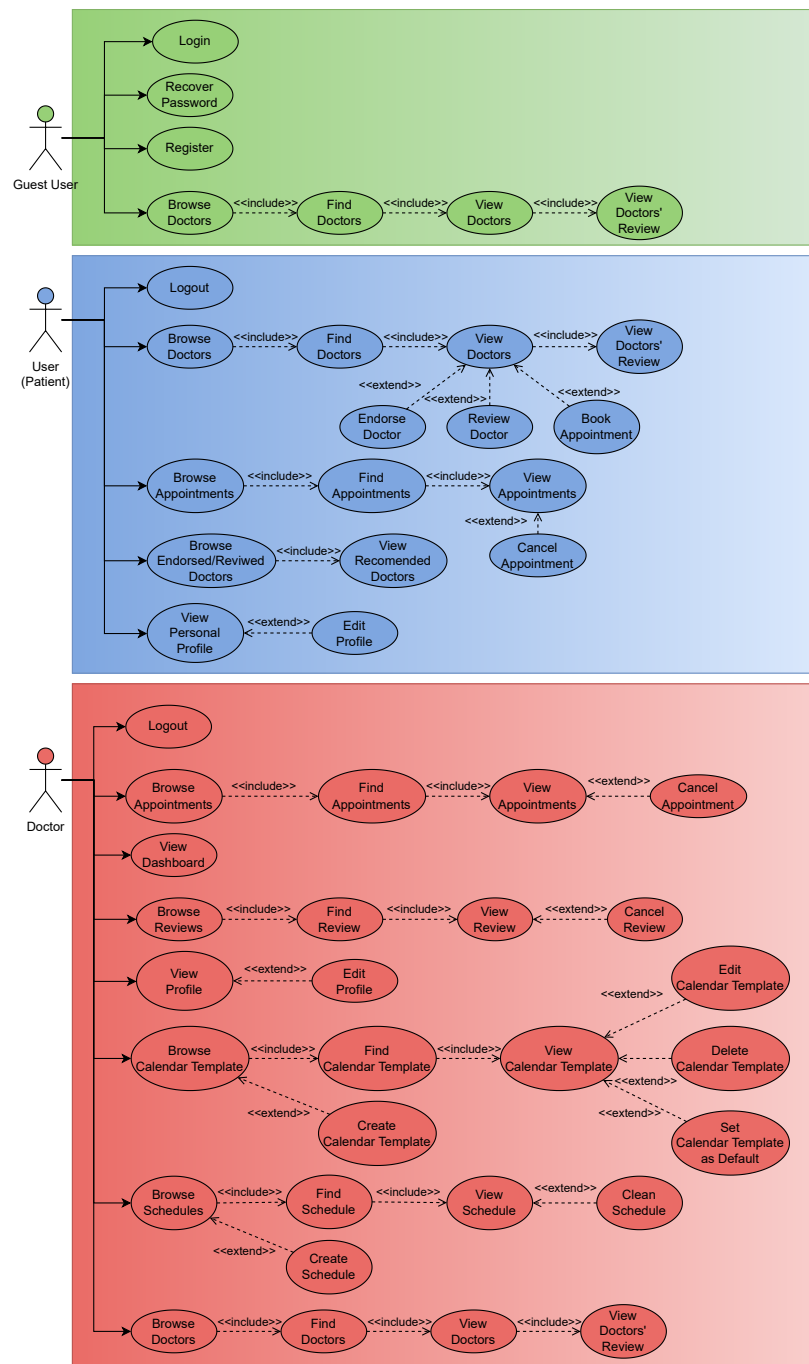 Login
Recover
Password
Register
Guest User
Browse
Doctors
<<include>>
Find
Doctors
<<include>>
View
Doctors
<<include>>
View
Doctors'
Review
Logout
User
(Patient)
Browse
Doctors
<<include>>
Find
Doctors
<<include>>
View
Doctors
<<include>>
View
Doctors'
Review
<<extend>>
<<extend>>
<<extend>>
Endorse
Doctor
Review
Doctor
Book
Appointment
Browse
Appointments
<<include>>
Find
Appointments
<<include>>
View
Appointments
<<extend>>
Cancel
Appointment
Browse
Endorsed/Reviwed
Doctors
<<include>>
View
Recomended
Doctors
View
Personal
Profile
<<extend>>
Edit
Profile
Logout
Doctor
Browse
Appointments
<<include>>
Find
Appointments
<<include>>
View
Appointments
<<extend>>
Cancel
Appointment
View
Dashboard
Browse
Reviews
<<include>>
Find
Review
<<include>>
View
Review
<<extend>>
Cancel
Review
View
Profile
<<extend>>
Edit
Profile
Edit
Calendar Template
<<extend>>
Browse
Calendar Template
<<include>>
Find
Calendar Template
<<include>>
View
Calendar Template
Delete
Calendar Template
<<extend>>
<<extend>>
<<extend>>
Create
Calendar Template
Set
Calendar Template
as Default
Browse
Schedules
<<include>>
Find
Schedule
<<include>>
View
Schedule
<<extend>>
Clean
Schedule
<<extend>>
Create
Schedule
Browse
Doctors
<<include>>
Find
Doctors
<<include>>
View
Doctors
<<include>>
View
Doctors'
Review